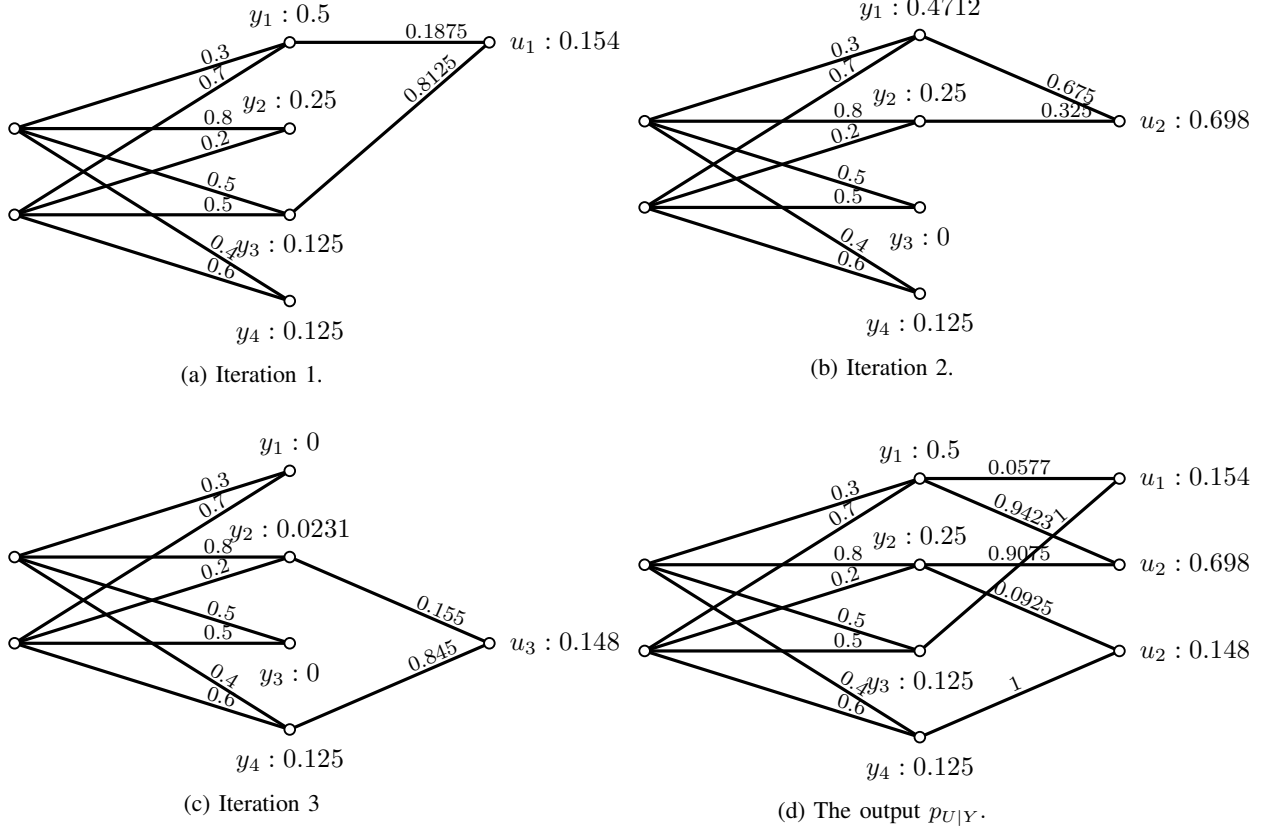 y₁ : 0.5
0.3
0.7
0.1875
u₁ : 0.154
0.8125
y₂ : 0.25
0.8
0.2
0.5
0.5
y₃ : 0.125
0.4
0.6
y₄ : 0.125
(a) Iteration 1.
y₁ : 0.4712
0.3
0.7
0.675
y₂ : 0.25
0.8
0.2
0.325
u₂ : 0.698
0.5
0.5
y₃ : 0
0.4
0.6
y₄ : 0.125
(b) Iteration 2.
y₁ : 0
0.3
0.7
y₂ : 0.0231
0.8
0.2
0.155
0.5
0.5
u₃ : 0.148
0.845
y₃ : 0
0.4
0.6
y₄ : 0.125
(c) Iteration 3
y₁ : 0.5
0.3
0.7
0.0577
u₁ : 0.154
0.9423
1
y₂ : 0.25
0.8
0.2
0.9075
u₂ : 0.698
0.0925
0.5
0.5
u₂ : 0.148
y₃ : 0.125
0.4
0.6
1
y₄ : 0.125
(d) The output p_{U|Y}.